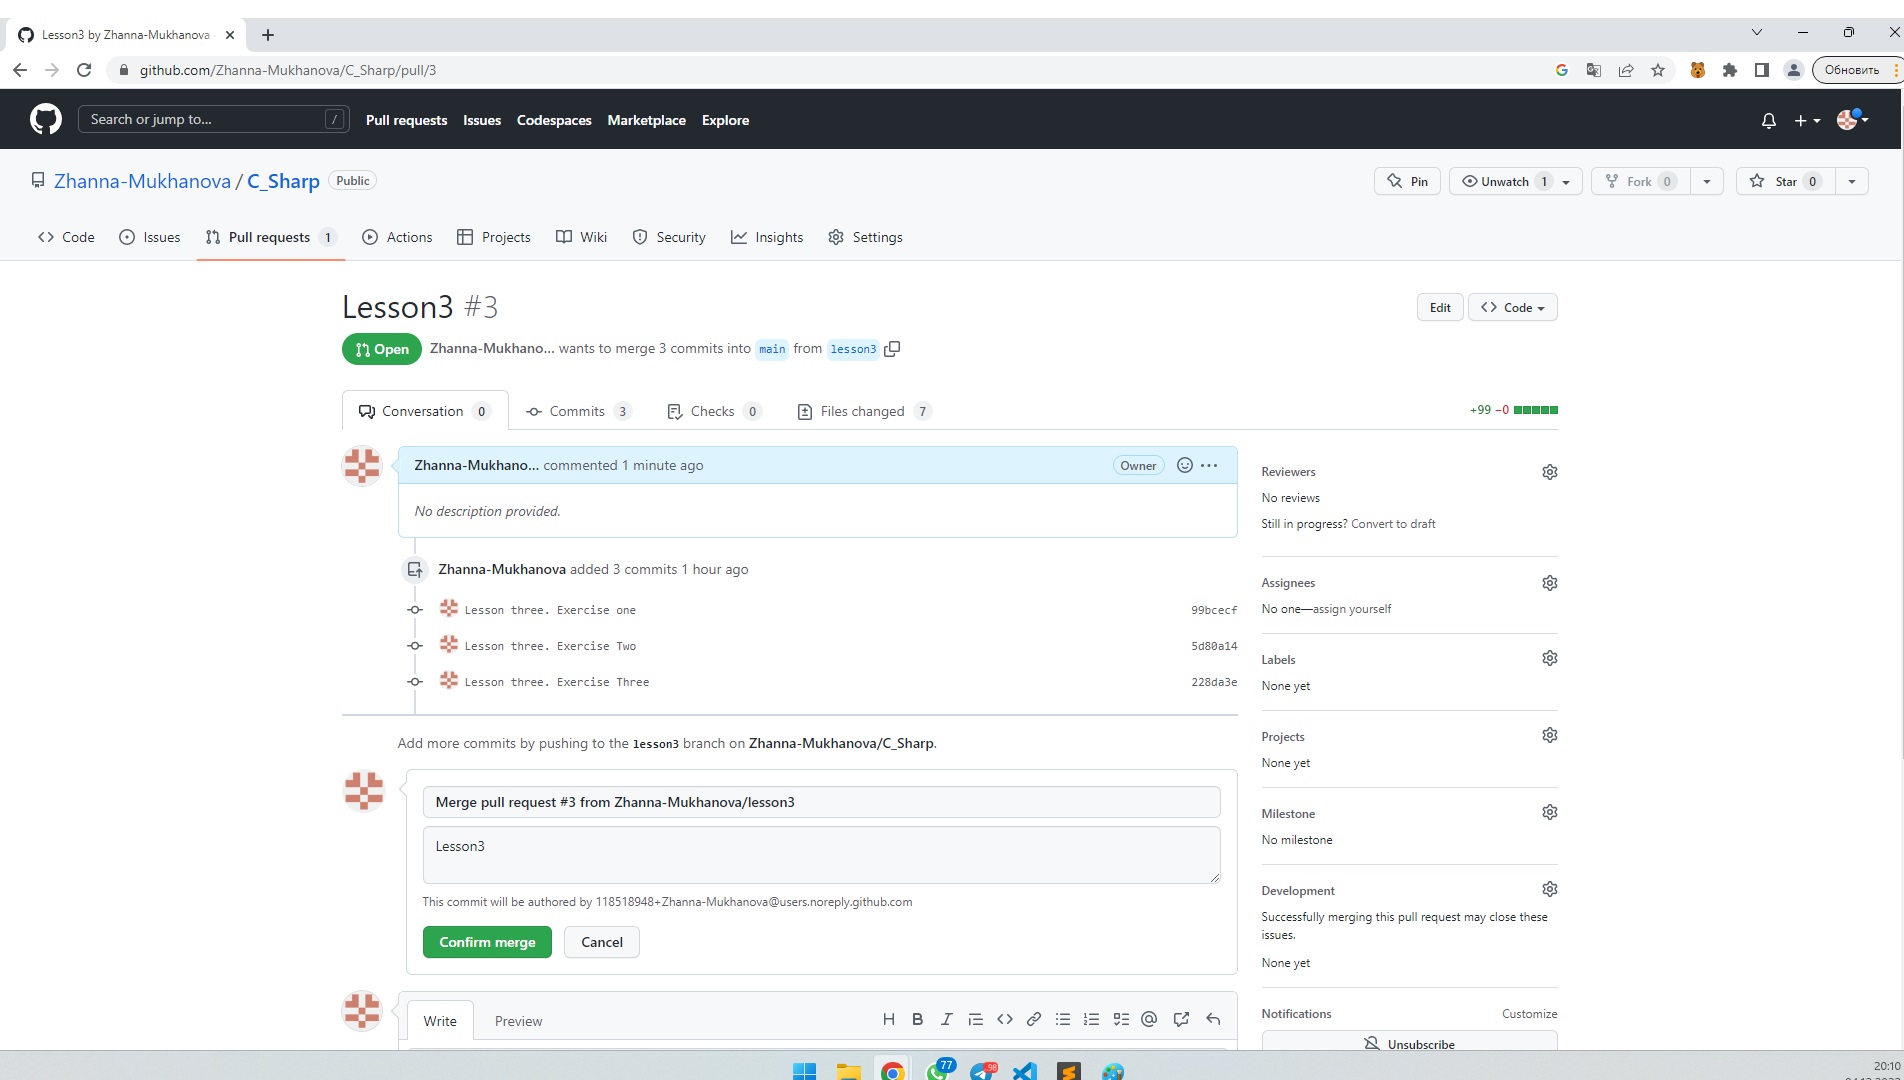 Lesson3 by Zhanna-Mukhanova
github.com/Zhanna-Mukhanova/C_Sharp/pull/3
Обновить
Search or jump to...
/
Pull requests
Issues
Codespaces
Marketplace
Explore
Zhanna-Mukhanova / C_Sharp
Public
Pin
Unwatch 1
Fork 0
Star 0
Code
Issues
Pull requests 1
Actions
Projects
Wiki
Security
Insights
Settings
Lesson3 #3
Edit
Code
Open
Zhanna-Mukhano... wants to merge 3 commits into main from lesson3
Conversation 0
Commits 3
Checks 0
Files changed 7
+99 −0
Zhanna-Mukhano... commented 1 minute ago
Owner
No description provided.
Zhanna-Mukhanova added 3 commits 1 hour ago
Lesson three. Exercise one 99bcecf
Lesson three. Exercise Two 5d80a14
Lesson three. Exercise Three 228da3e
Add more commits by pushing to the lesson3 branch on Zhanna-Mukhanova/C_Sharp.
Merge pull request #3 from Zhanna-Mukhanova/lesson3
Lesson3
This commit will be authored by 118518948+Zhanna-Mukhanova@users.noreply.github.com
Confirm merge
Cancel
Write
Preview
Reviewers
No reviews
Still in progress? Convert to draft
Assignees
No one—assign yourself
Labels
None yet
Projects
None yet
Milestone
No milestone
Development
Successfully merging this pull request may close these
issues.
None yet
Notifications
Customize
Unsubscribe
77
98
20:10